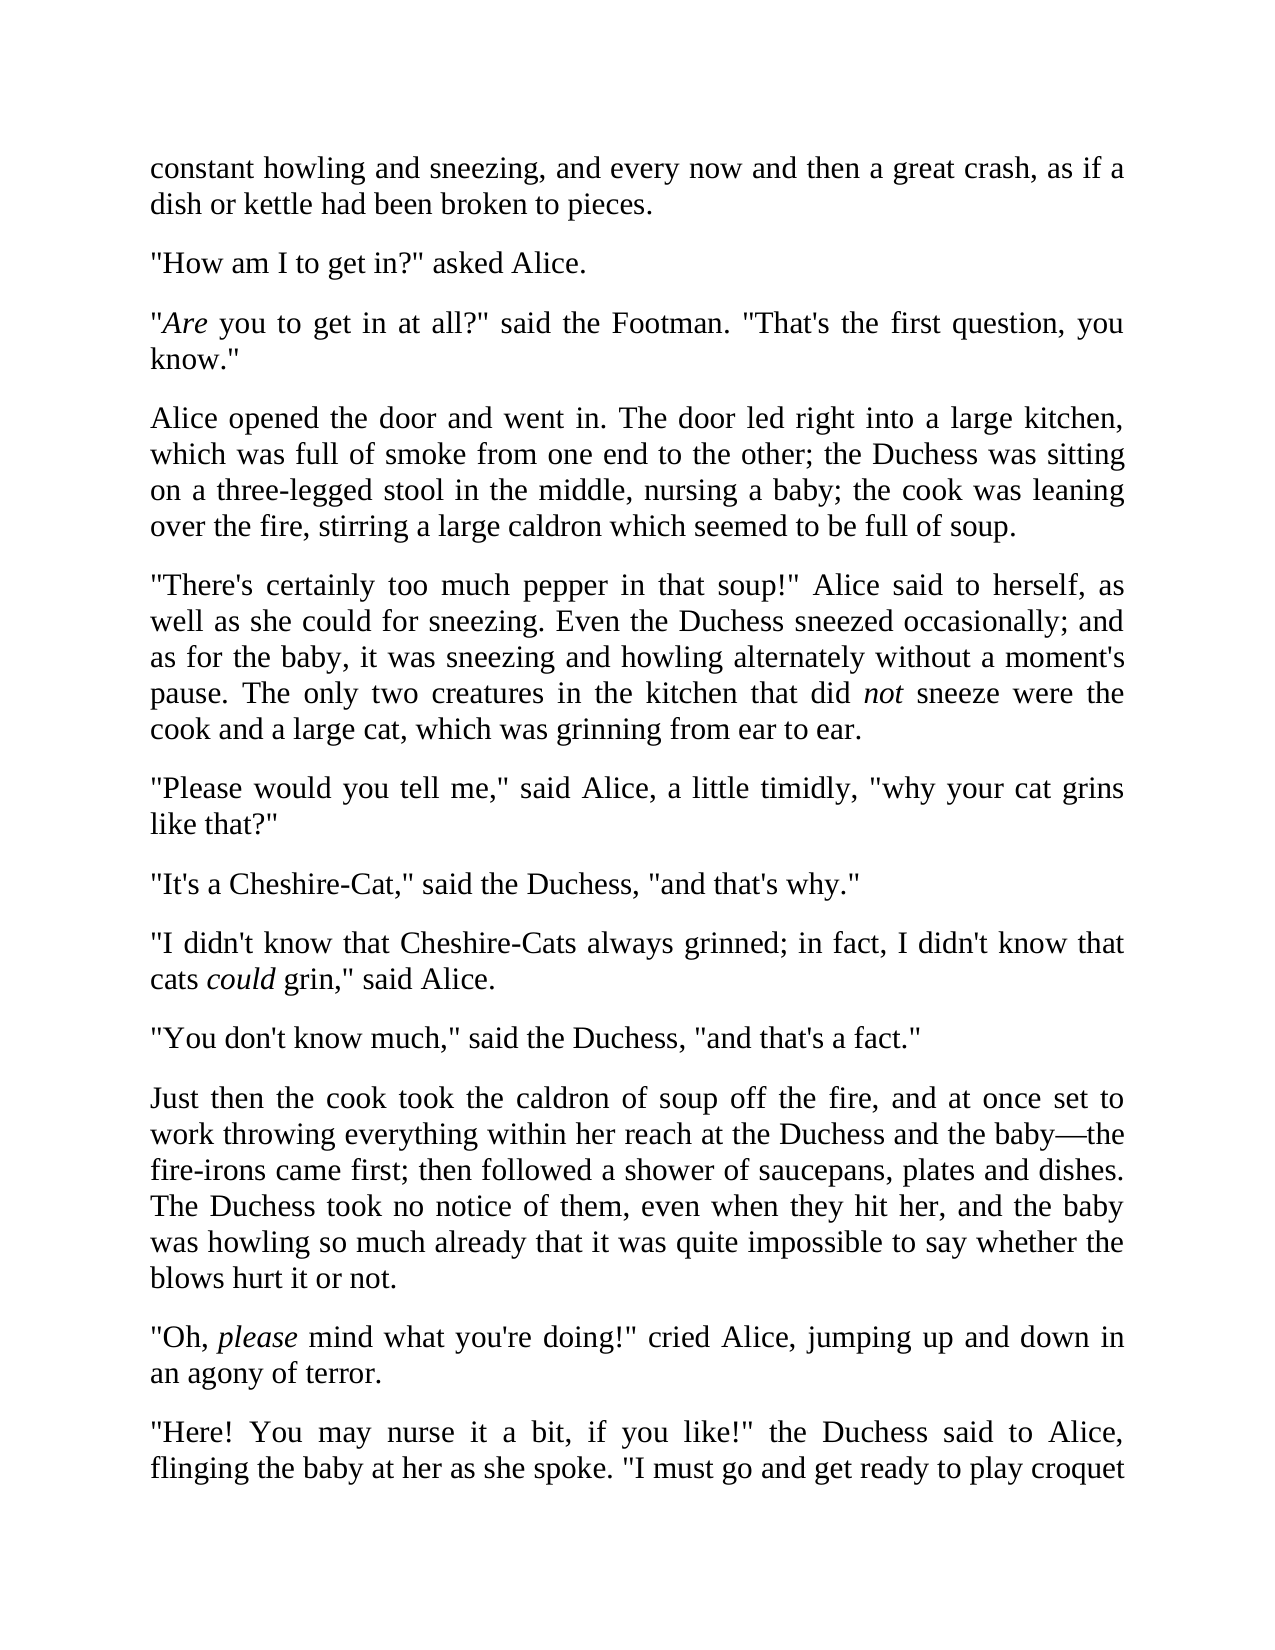 constant howling and sneezing, and every now and then a great crash, as if a
dish or kettle had been broken to pieces.
"How am I to get in?" asked Alice.
"Are you to get in at all?" said the Footman. "That's the first question, you
know."
Alice opened the door and went in. The door led right into a large kitchen,
which was full of smoke from one end to the other; the Duchess was sitting
on a three-legged stool in the middle, nursing a baby; the cook was leaning
over the fire, stirring a large caldron which seemed to be full of soup.
"There's certainly too much pepper in that soup!" Alice said to herself, as
well as she could for sneezing. Even the Duchess sneezed occasionally; and
as for the baby, it was sneezing and howling alternately without a moment's
pause. The only two creatures in the kitchen that did not sneeze were the
cook and a large cat, which was grinning from ear to ear.
"Please would you tell me," said Alice, a little timidly, "why your cat grins
like that?"
"It's a Cheshire-Cat," said the Duchess, "and that's why."
"I didn't know that Cheshire-Cats always grinned; in fact, I didn't know that
cats could grin," said Alice.
"You don't know much," said the Duchess, "and that's a fact."
Just then the cook took the caldron of soup off the fire, and at once set to
work throwing everything within her reach at the Duchess and the baby—the
fire-irons came first; then followed a shower of saucepans, plates and dishes.
The Duchess took no notice of them, even when they hit her, and the baby
was howling so much already that it was quite impossible to say whether the
blows hurt it or not.
"Oh, please mind what you're doing!" cried Alice, jumping up and down in
an agony of terror.
"Here! You may nurse it a bit, if you like!" the Duchess said to Alice,
flinging the baby at her as she spoke. "I must go and get ready to play croquet